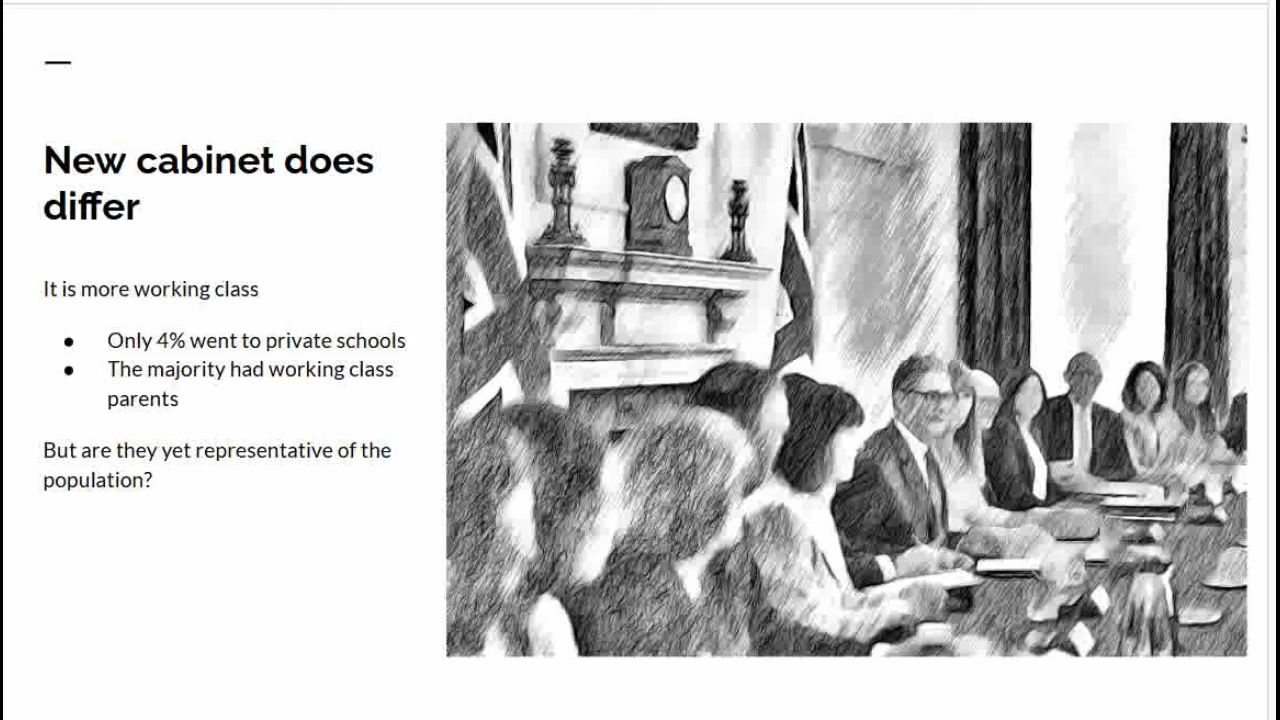 New cabinet does
differ
It is more working class
● Only 4% went to private schools
● The majority had working class
parents
But are they yet representative of the
population?